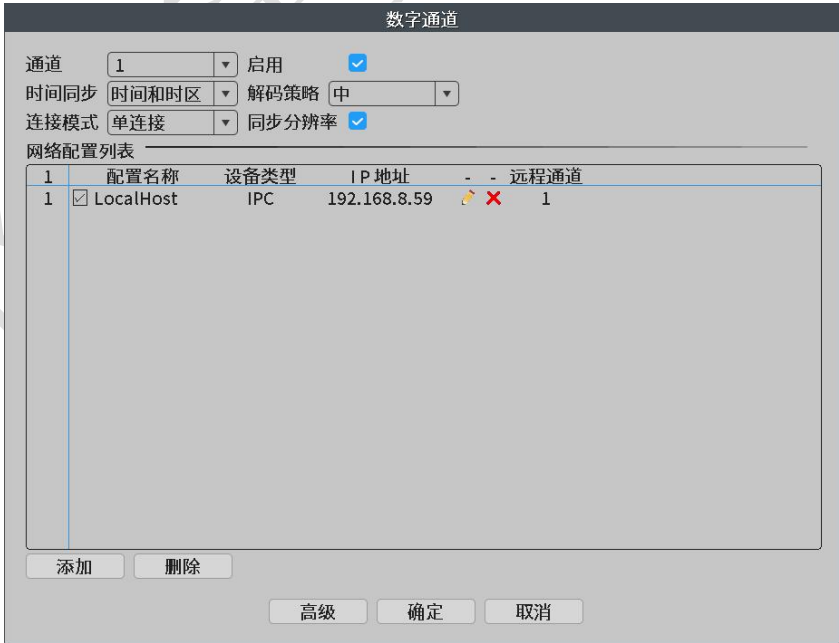 数字通道
通道 1 启用
时间同步 时间和时区 解码策略 中
连接模式 单连接 同步分辨率
网络配置列表
1 配置名称 设备类型 IP地址 - - 远程通道
1 LocalHost IPC 192.168.8.59 1
添加 删除
高级 确定 取消